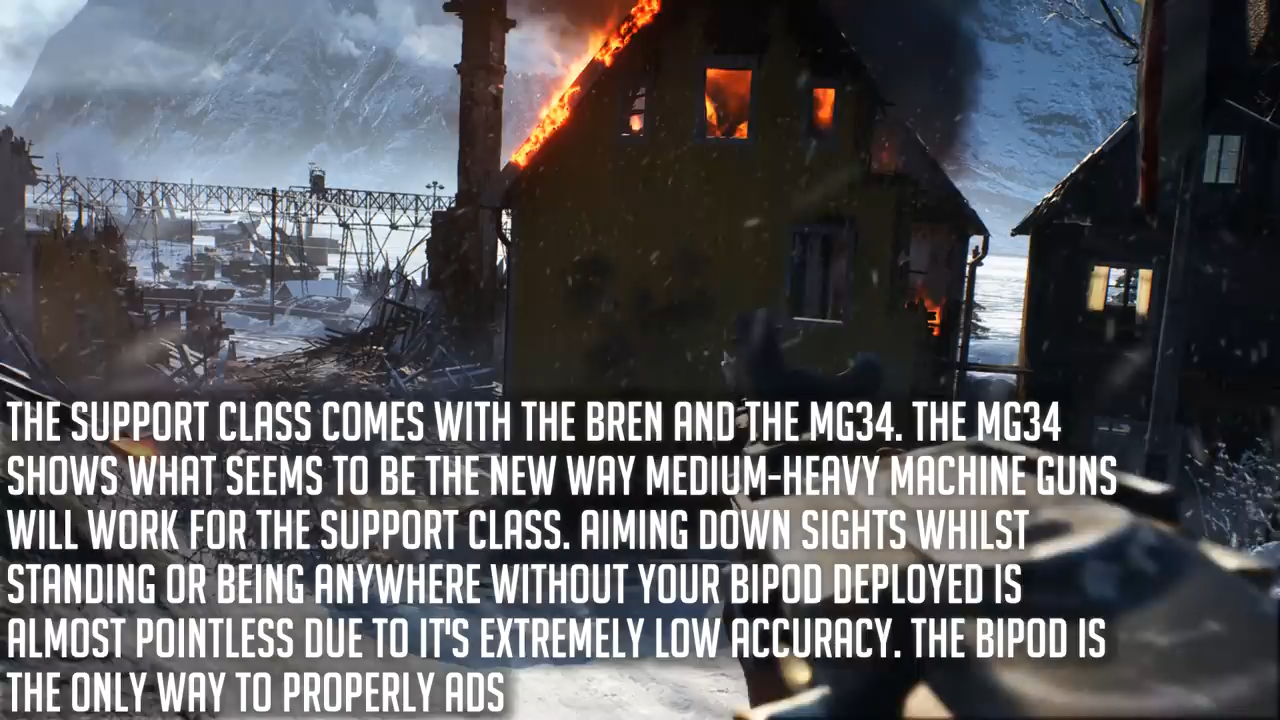 THE SUPPORT CLASS COMES WITH THE BREN AND THE MG34. THE MG34
SHOWS WHAT SEEMS TO BE THE NEW WAY MEDIUM-HEAVY MACHINE GUNS
WILL WORK FOR THE SUPPORT CLASS. AIMING DOWN SIGHTS WHILST
STANDING OR BEING ANYWHERE WITHOUT YOUR BIPOD DEPLOYED IS
ALMOST POINTLESS DUE TO IT'S EXTREMELY LOW ACCURACY. THE BIPOD IS
THE ONLY WAY TO PROPERLY ADS